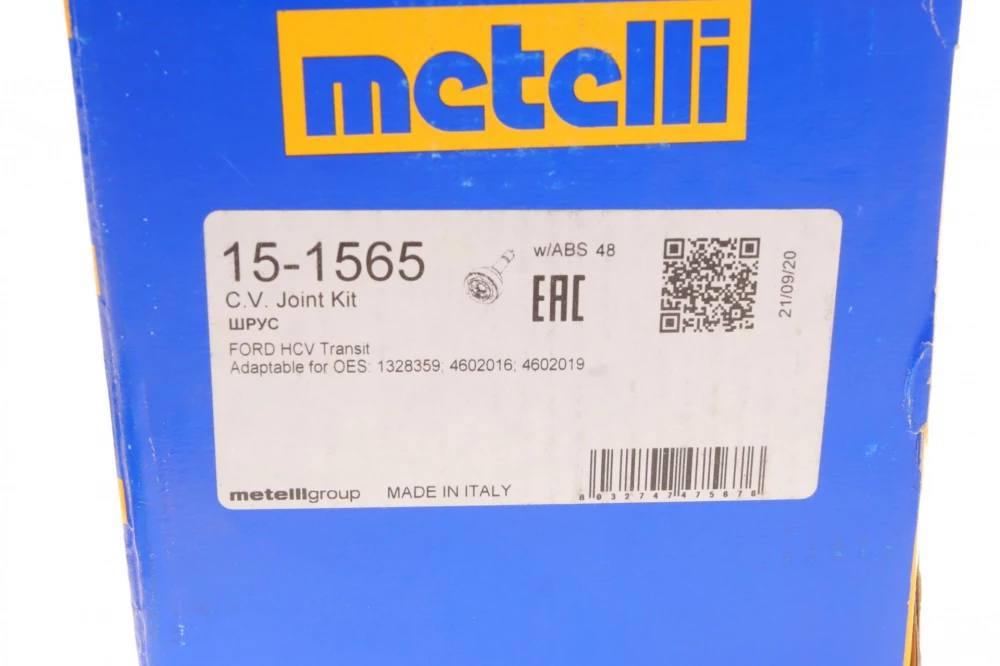 metelli
15-1565
w/ABS 48
C.V. Joint Kit
EAC
ШРУС
21/09/20
FORD HCV Transit
Adaptable for OES: 1328359; 4602016; 4602019
metelligroup MADE IN ITALY
8032747475676